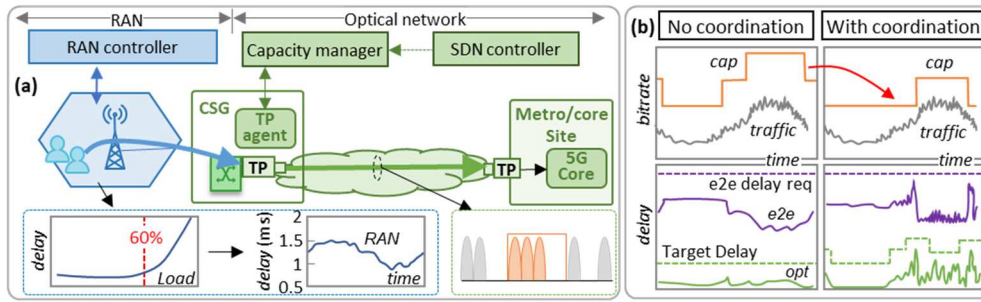 RAN
Optical network
RAN controller
Capacity manager
SDN controller
(a)
CSG
TP
agent
TP
Metro/core
Site
5G
Core
TP
delay
60%
Load
delay (ms)
2
1.5
1
0.5
RAN
time
(b)
No coordination
With coordination
bitrate
cap
traffic
cap
traffic
time
time
delay
e2e delay req
e2e
Target Delay
opt